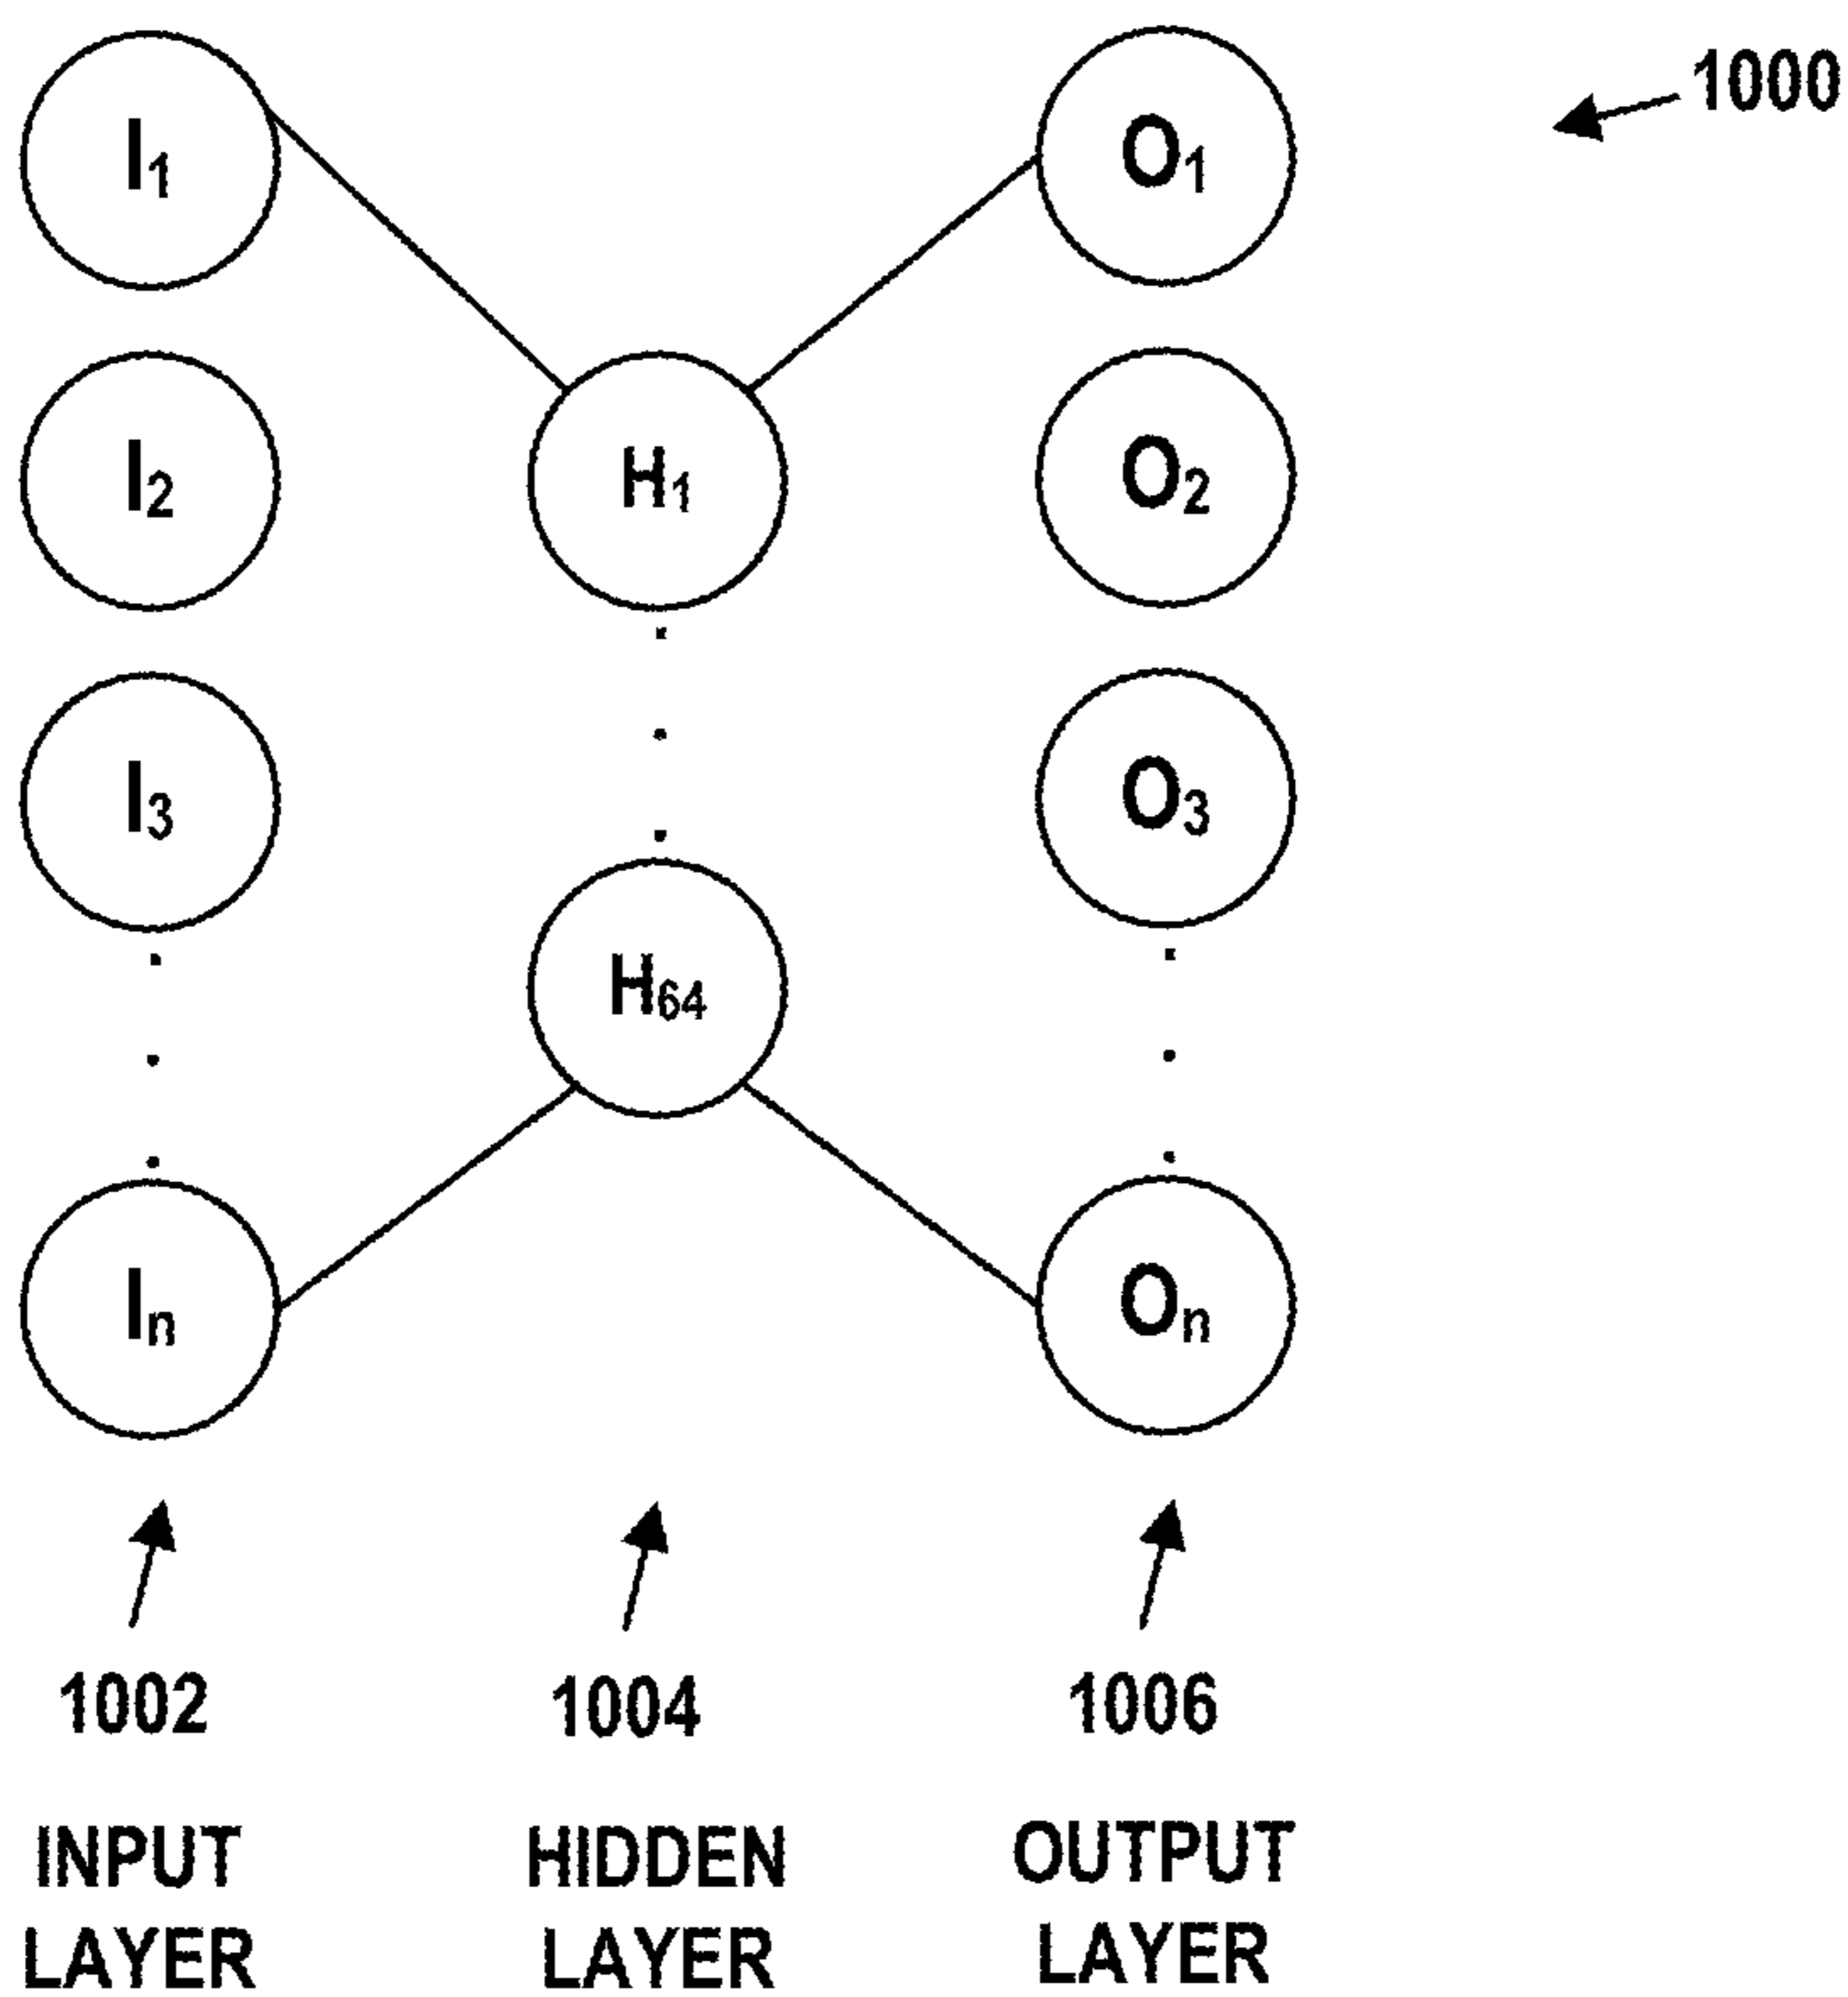 1000
I1
O1
I2
H1
O2
I3
O3
H64
In
On
1002
1004
1006
INPUT LAYER
HIDDEN LAYER
OUTPUT LAYER